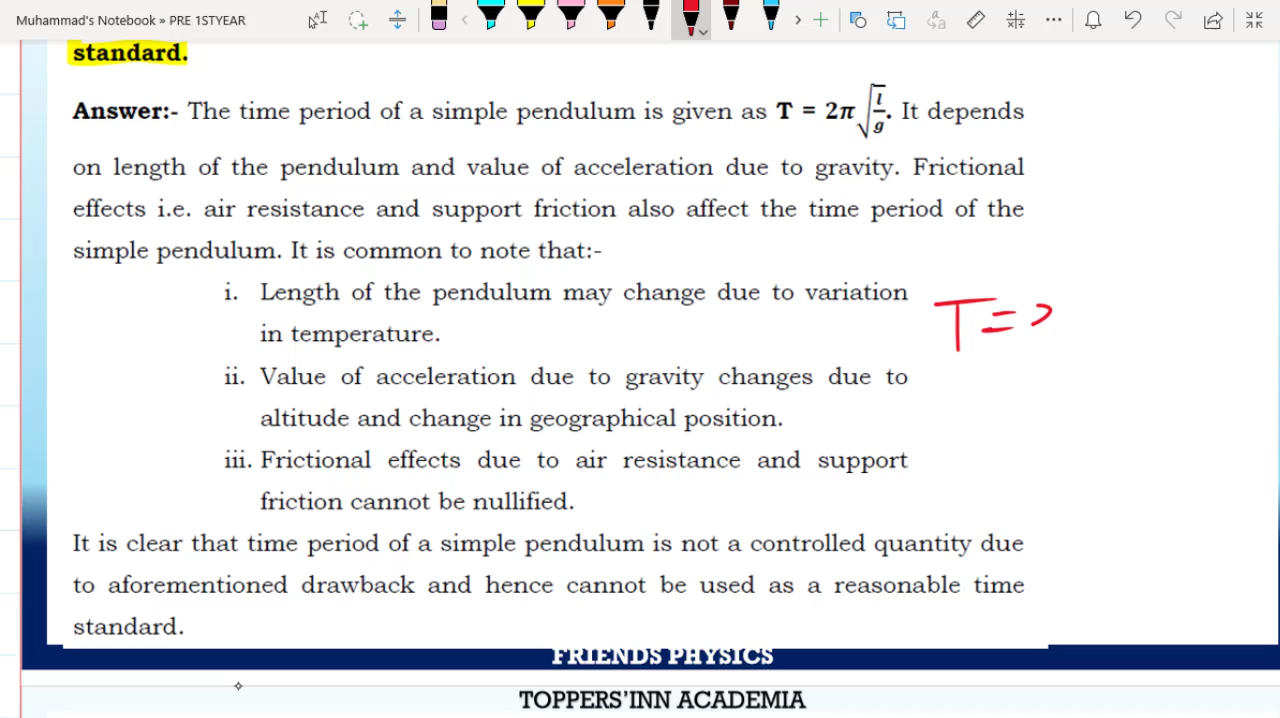 Muhammad's Notebook » PRE 1STYEAR
standard.
Answer:- The time period of a simple pendulum is given as T = 2π√l/g. It depends
on length of the pendulum and value of acceleration due to gravity. Frictional
effects i.e. air resistance and support friction also affect the time period of the
simple pendulum. It is common to note that:-
i. Length of the pendulum may change due to variation
in temperature.
T=
ii. Value of acceleration due to gravity changes due to
altitude and change in geographical position.
iii. Frictional effects due to air resistance and support
friction cannot be nullified.
It is clear that time period of a simple pendulum is not a controlled quantity due
to aforementioned drawback and hence cannot be used as a reasonable time
standard.
FRIENDS PHYSICS
TOPPERS'INN ACADEMIA